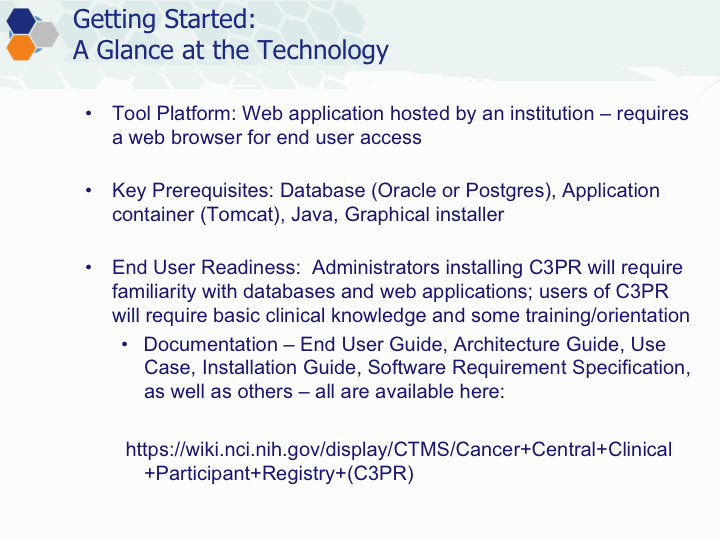 Getting Started:
A Glance at the Technology
• Tool Platform: Web application hosted by an institution – requires
a web browser for end user access
• Key Prerequisites: Database (Oracle or Postgres), Application
container (Tomcat), Java, Graphical installer
• End User Readiness:  Administrators installing C3PR will require
familiarity with databases and web applications; users of C3PR
will require basic clinical knowledge and some training/orientation
• Documentation – End User Guide, Architecture Guide, Use
Case, Installation Guide, Software Requirement Specification,
as well as others – all are available here:
https://wiki.nci.nih.gov/display/CTMS/Cancer+Central+Clinical
+Participant+Registry+(C3PR)